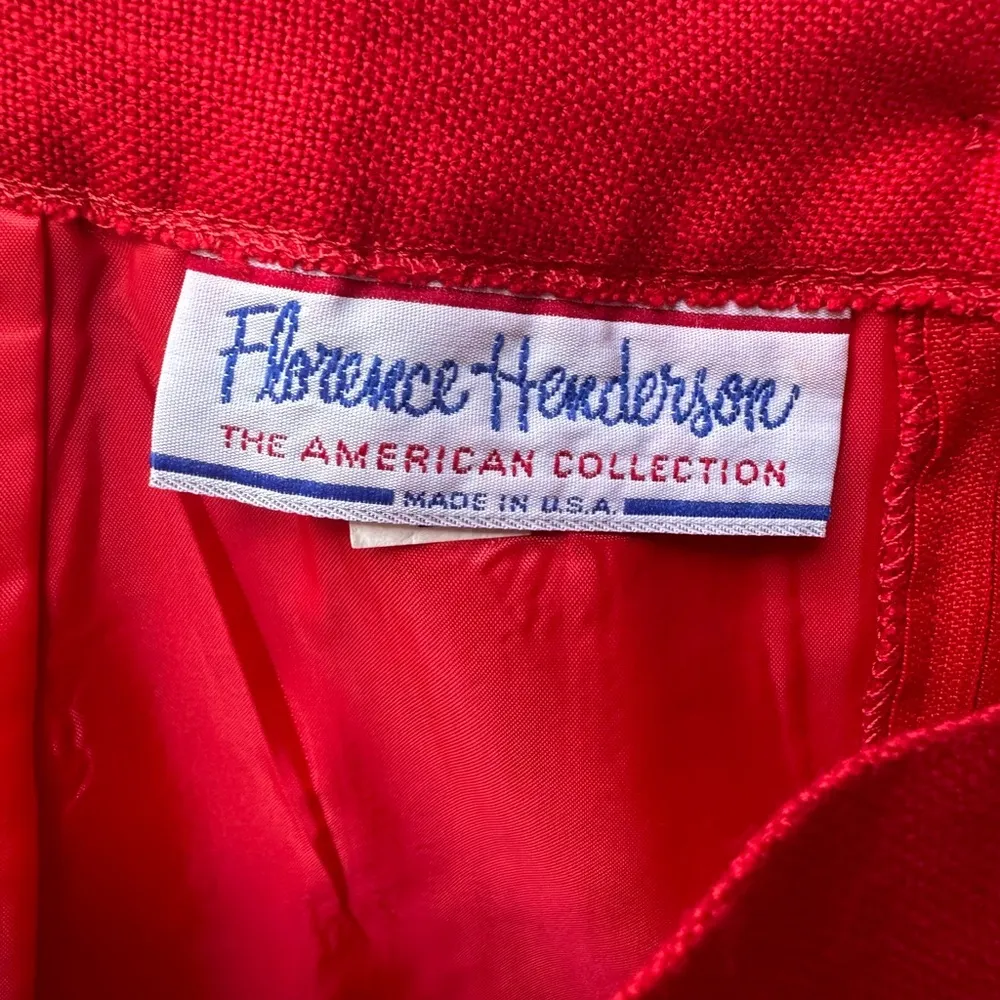 Florence Henderson
THE AMERICAN COLLECTION
MADE IN U.S.A.